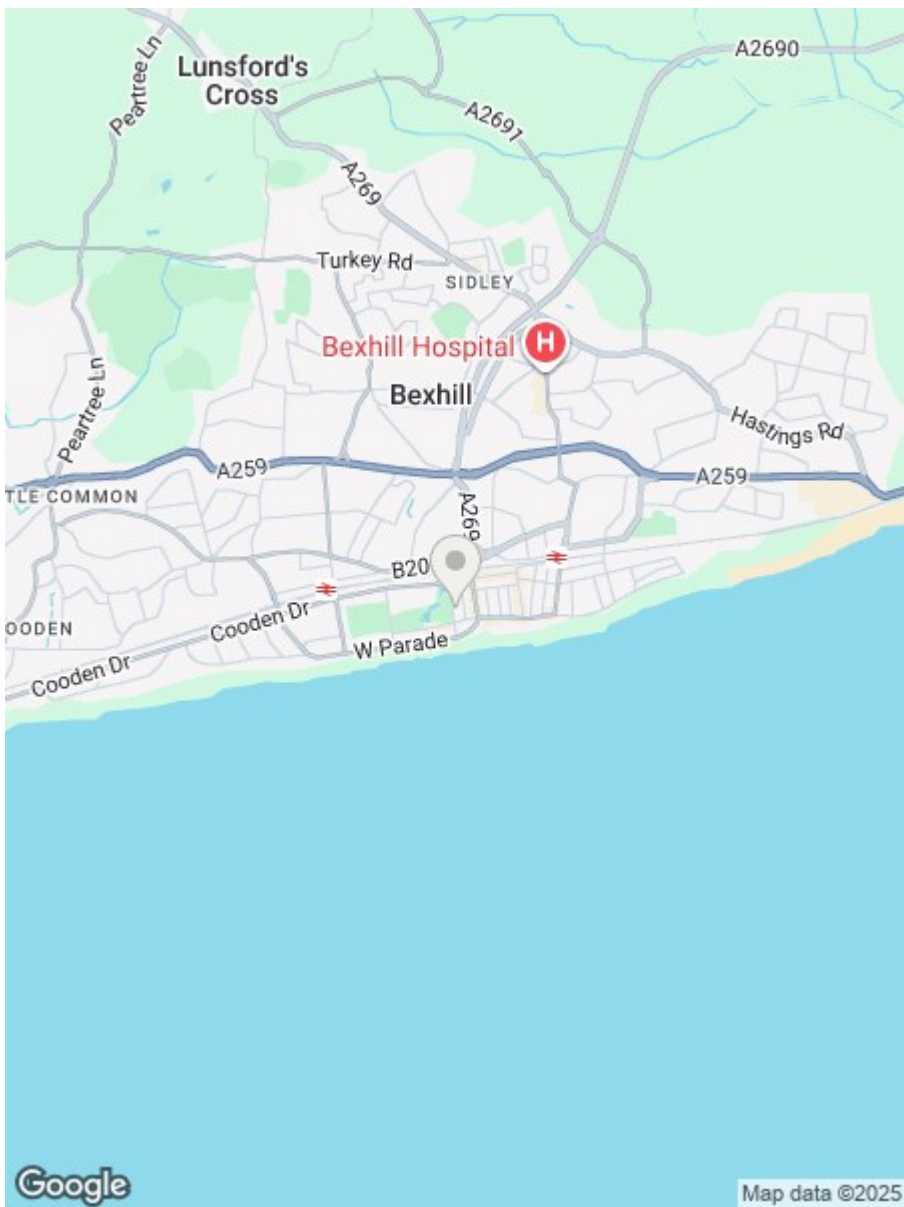 A2690
Lunsford's
Cross
Peartree Ln
A2691
A269
Turkey Rd
SIDLEY
Bexhill Hospital
H
Bexhill
Peartree Ln
Hastings Rd
A259
A259
TLE COMMON
A269
B20
Cooden Dr
OODEN
W Parade
Cooden Dr
Google
Map data ©2025